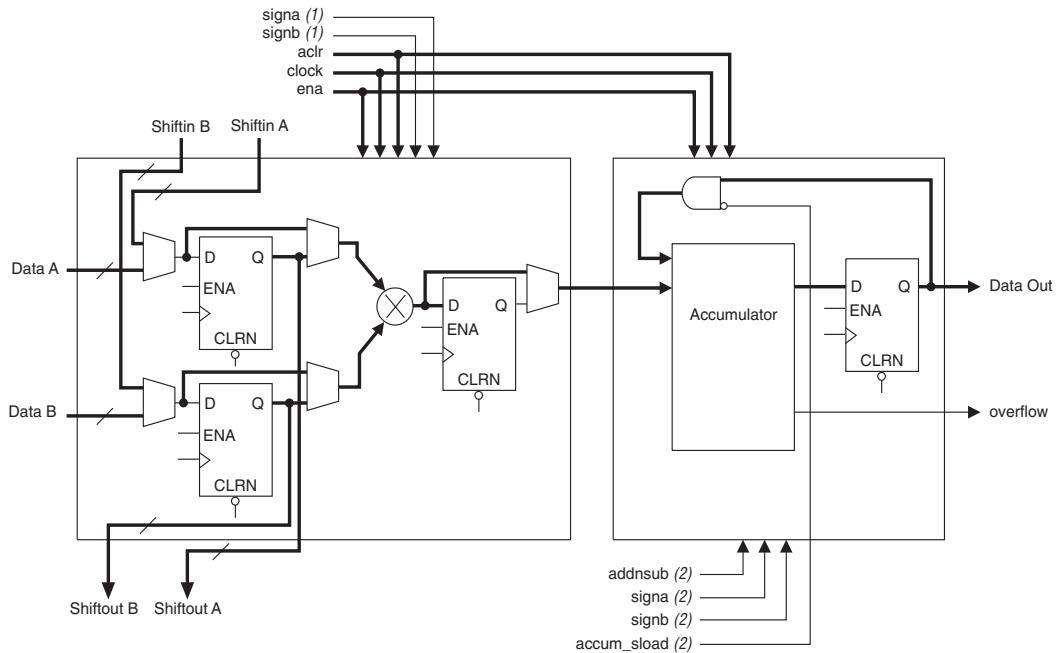 signa (1)
signb (1)
aclr
clock
ena
Shiftin B
Shiftin A
Data A
D
Q
ENA
CLRN
Data B
D
Q
ENA
CLRN
D
Q
ENA
CLRN
Shiftout B
Shiftout A
Accumulator
D
Q
ENA
CLRN
Data Out
overflow
addnsub (2)
signa (2)
signb (2)
accum_sload (2)